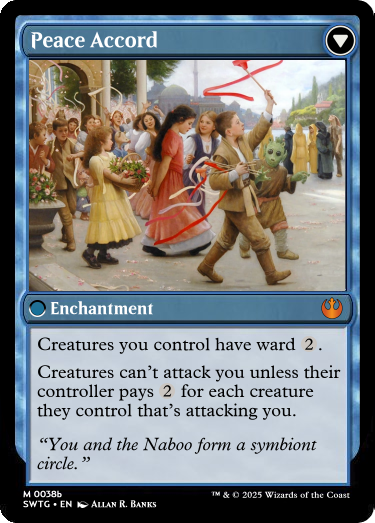 Peace Accord
Enchantment
Creatures you control have ward 2.
Creatures can't attack you unless their
controller pays 2 for each creature
they control that's attacking you.
“You and the Naboo form a symbiont
circle.”
M 0038b
SWTG • EN Allan R. Banks
™ & © 2025 Wizards of the Coast